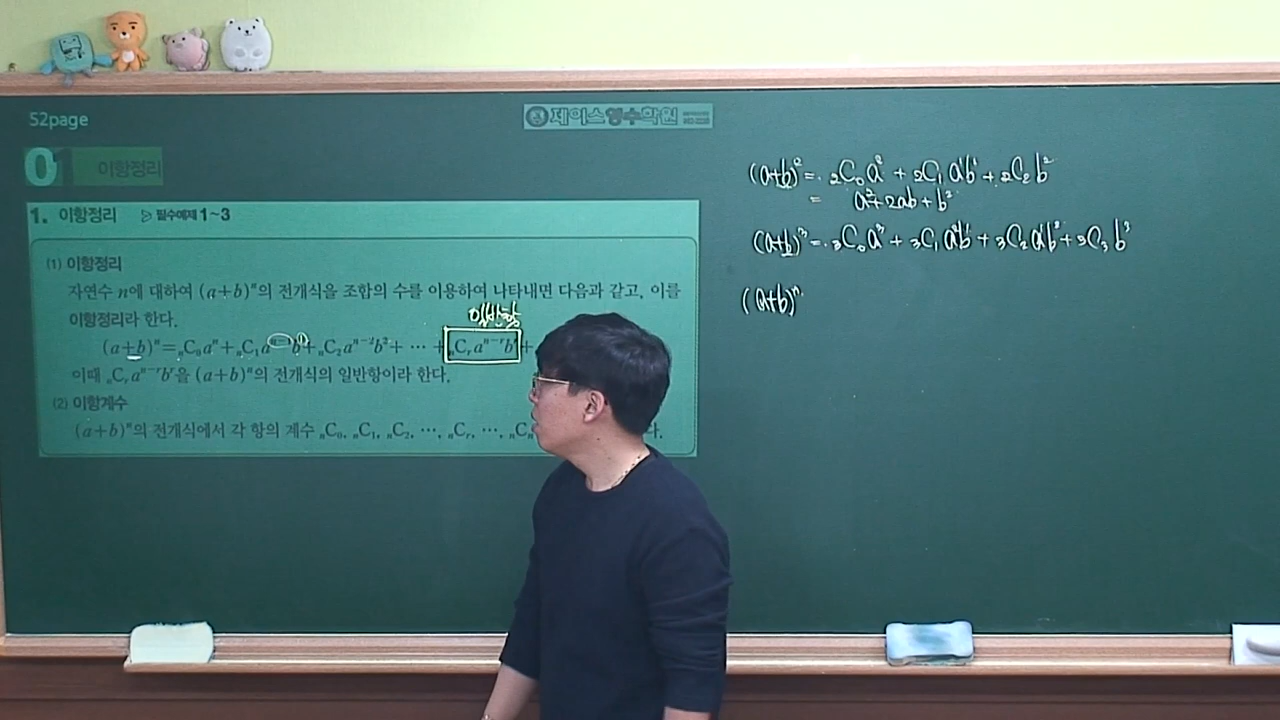 52page
제이스영수학원
01 이항정리
1. 이항정리 ▷ 필수예제 1~3
(1) 이항정리
자연수 n에 대하여 (a+b)ⁿ의 전개식을 조합의 수를 이용하여 나타내면 다음과 같고, 이를
이항정리라 한다.
일반항
(a+b)ⁿ=ₙC₀aⁿ+ₙC₁aⁿ⁻¹b¹+ₙC₂aⁿ⁻²b²+ ⋯ +ₙCᵣaⁿ⁻ʳbʳ+
이때 ₙCᵣaⁿ⁻ʳbʳ을 (a+b)ⁿ의 전개식의 일반항이라 한다.
(2) 이항계수
(a+b)ⁿ의 전개식에서 각 항의 계수 ₙC₀, ₙC₁, ₙC₂, ⋯, ₙCᵣ, ⋯, ₙCₙ 다.
(a+b)² = ₂C₀a² + ₂C₁a¹b¹ + ₂C₂b²
= a²+2ab+b²
(a+b)³ = ₃C₀a³ + ₃C₁a²b¹ + ₃C₂a¹b² + ₃C₃b³
(a+b)ⁿ